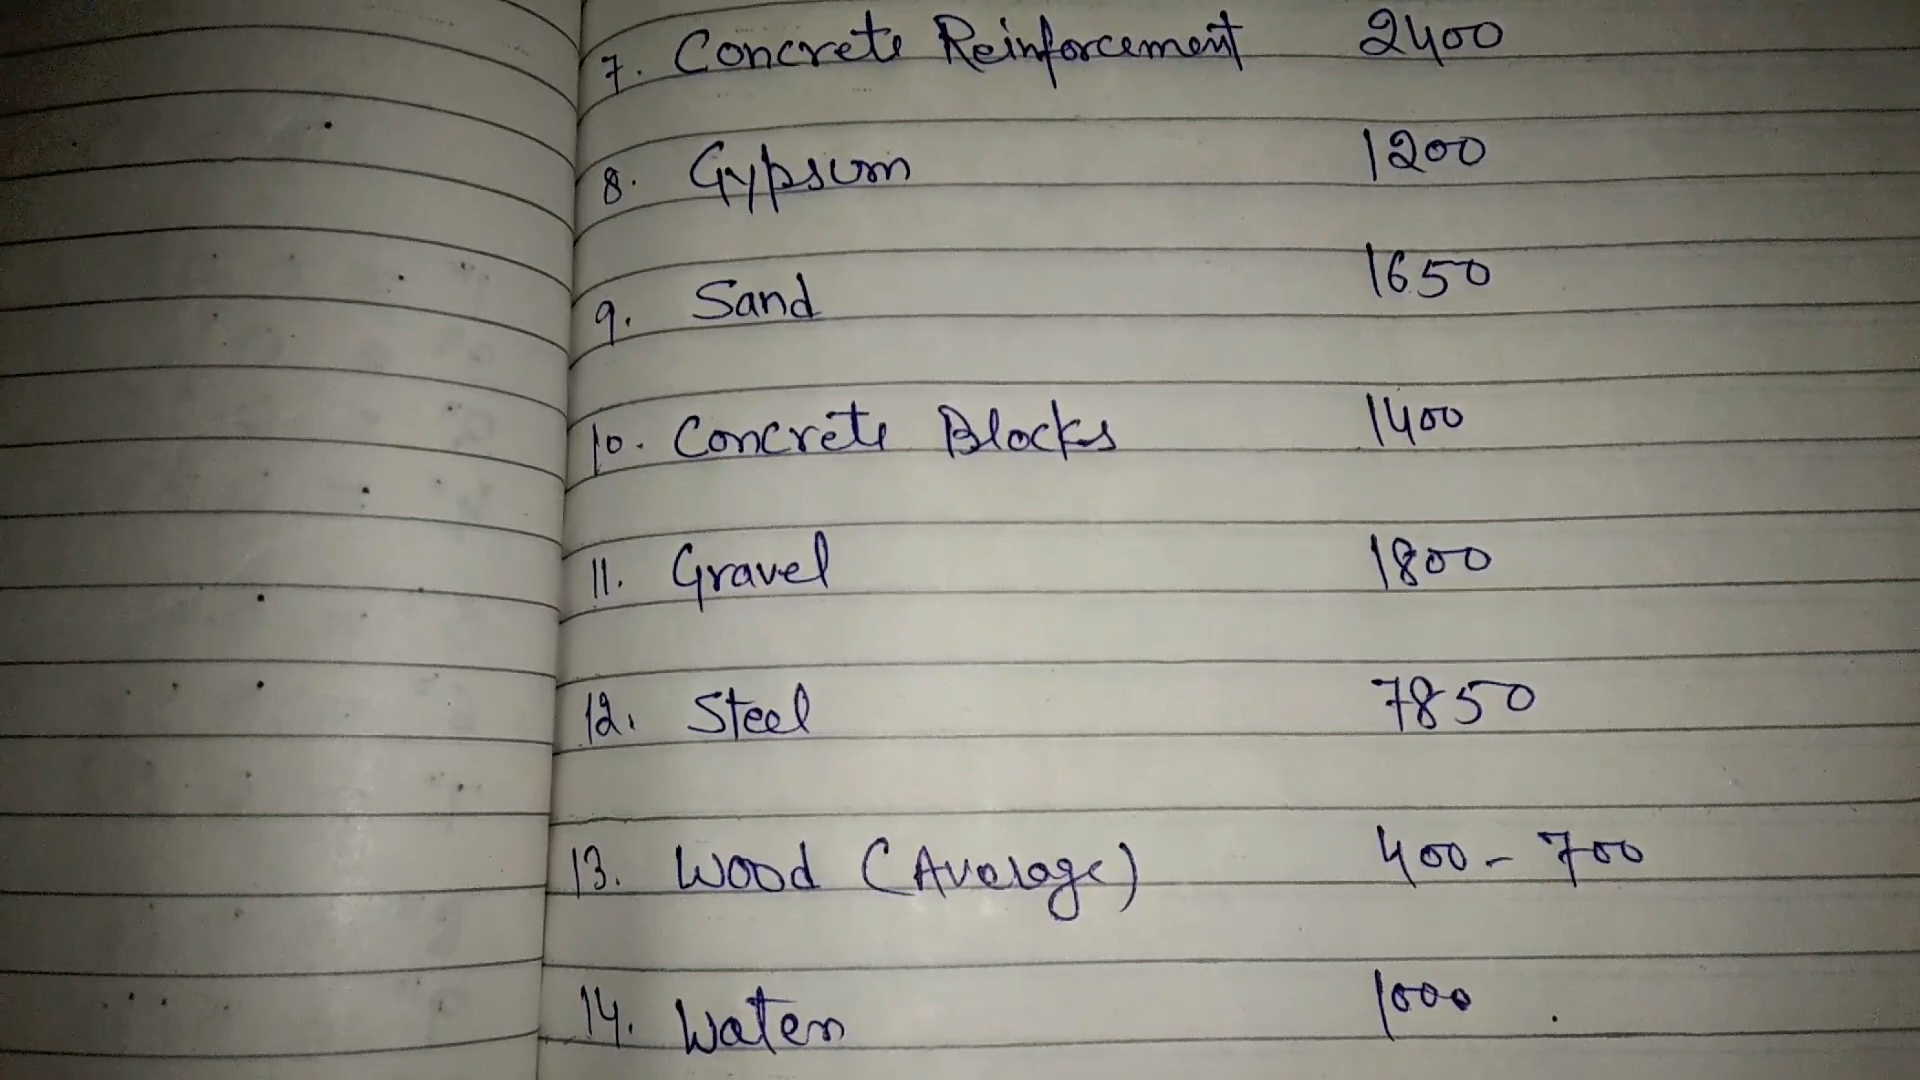 7. Concrete Reinforcement 2400
8. Gypsum 1200
9. Sand 1650
10. Concrete Blocks 1400
11. Gravel 1800
12. Steel 7850
13. Wood (Average) 400 - 700
14. Water 1000